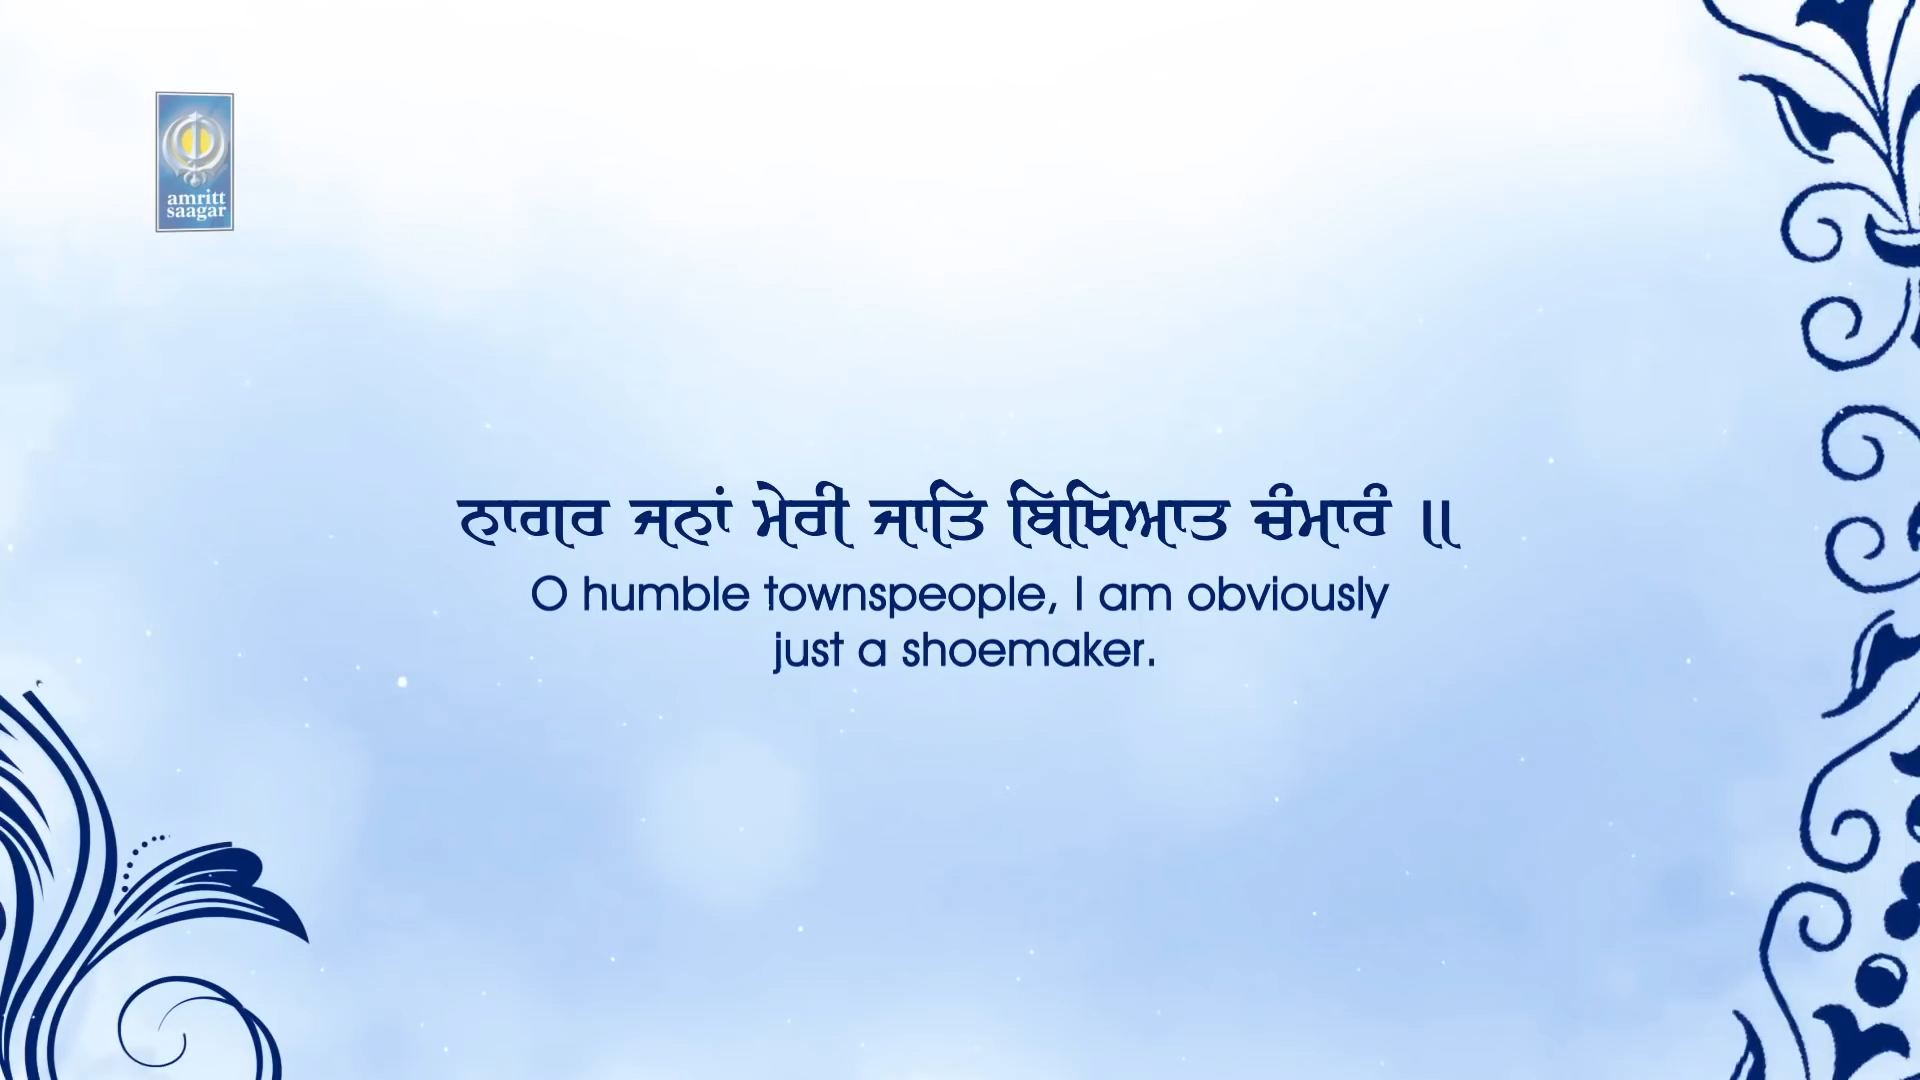 amritt
saagar
ਨਾਗਰ ਜਨਾਂ ਮੇਰੀ ਜਾਤਿ ਬਿਖਿਆਤ ਚੰਮਾਰੰ ॥
O humble townspeople, I am obviously
just a shoemaker.